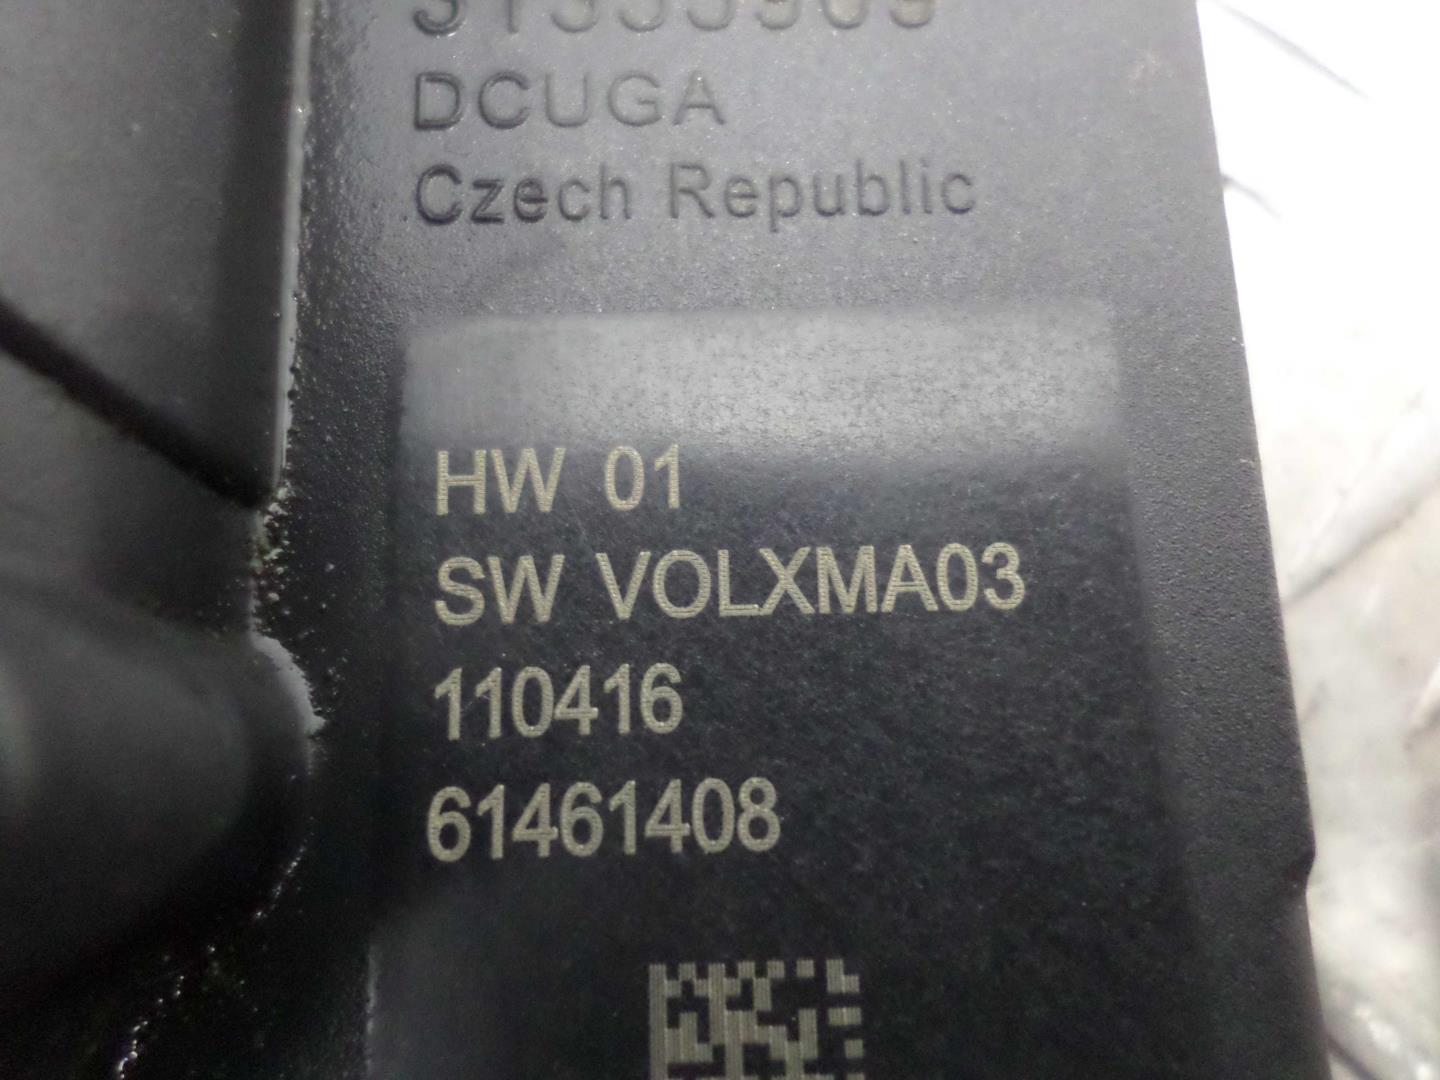 DCUGA
Czech Republic
HW 01
SW VOLXMA03
110416
61461408